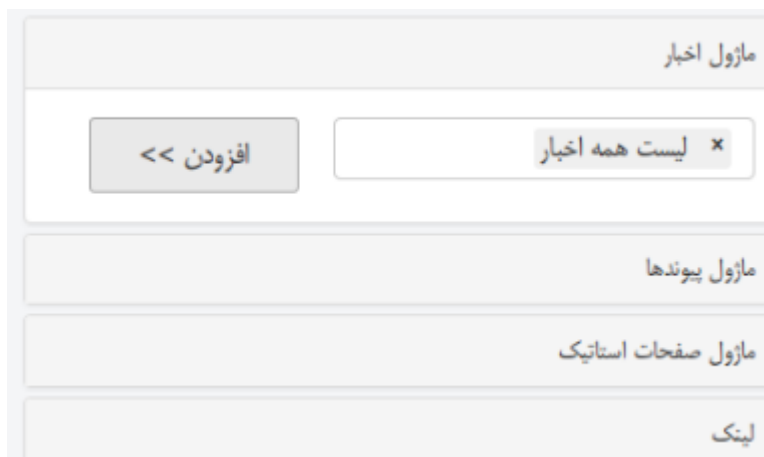 ماژول اخبار
× لیست همه اخبار
افزودن >>
ماژول پیوندها
ماژول صفحات استاتیک
لینک